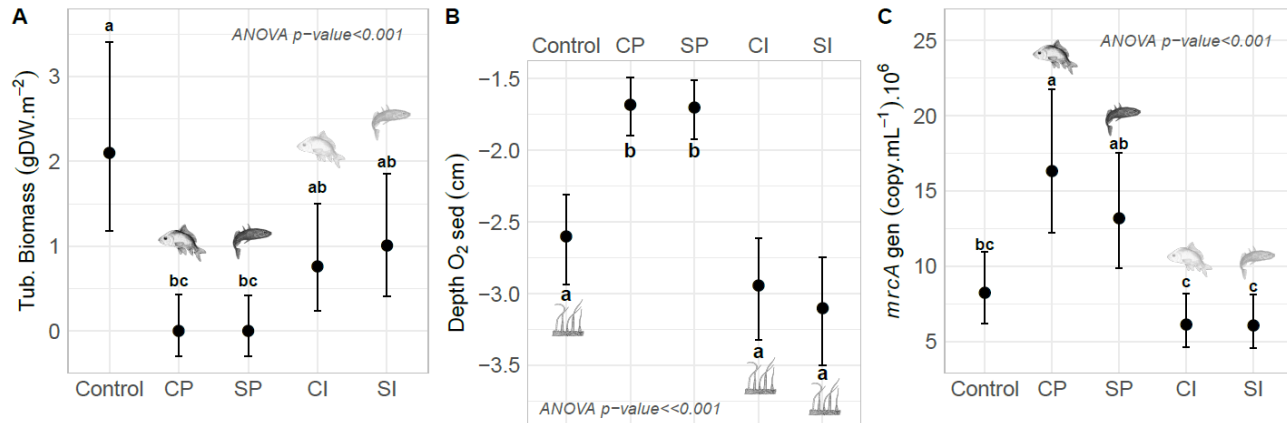 A
Tub. Biomass (gDW.m−2)
3
2
1
0
ANOVA p−value<0.001
a
bc
bc
ab
ab
Control CP SP CI SI
B
Control CP SP CI SI
Depth O2 sed (cm)
−1.5
−2.0
−2.5
−3.0
−3.5
a
b
b
a
a
ANOVA p−value<<0.001
C
mrcA gen (copy.mL−1).10^6
25
20
15
10
5
ANOVA p−value<0.001
bc
a
ab
c
c
Control CP SP CI SI